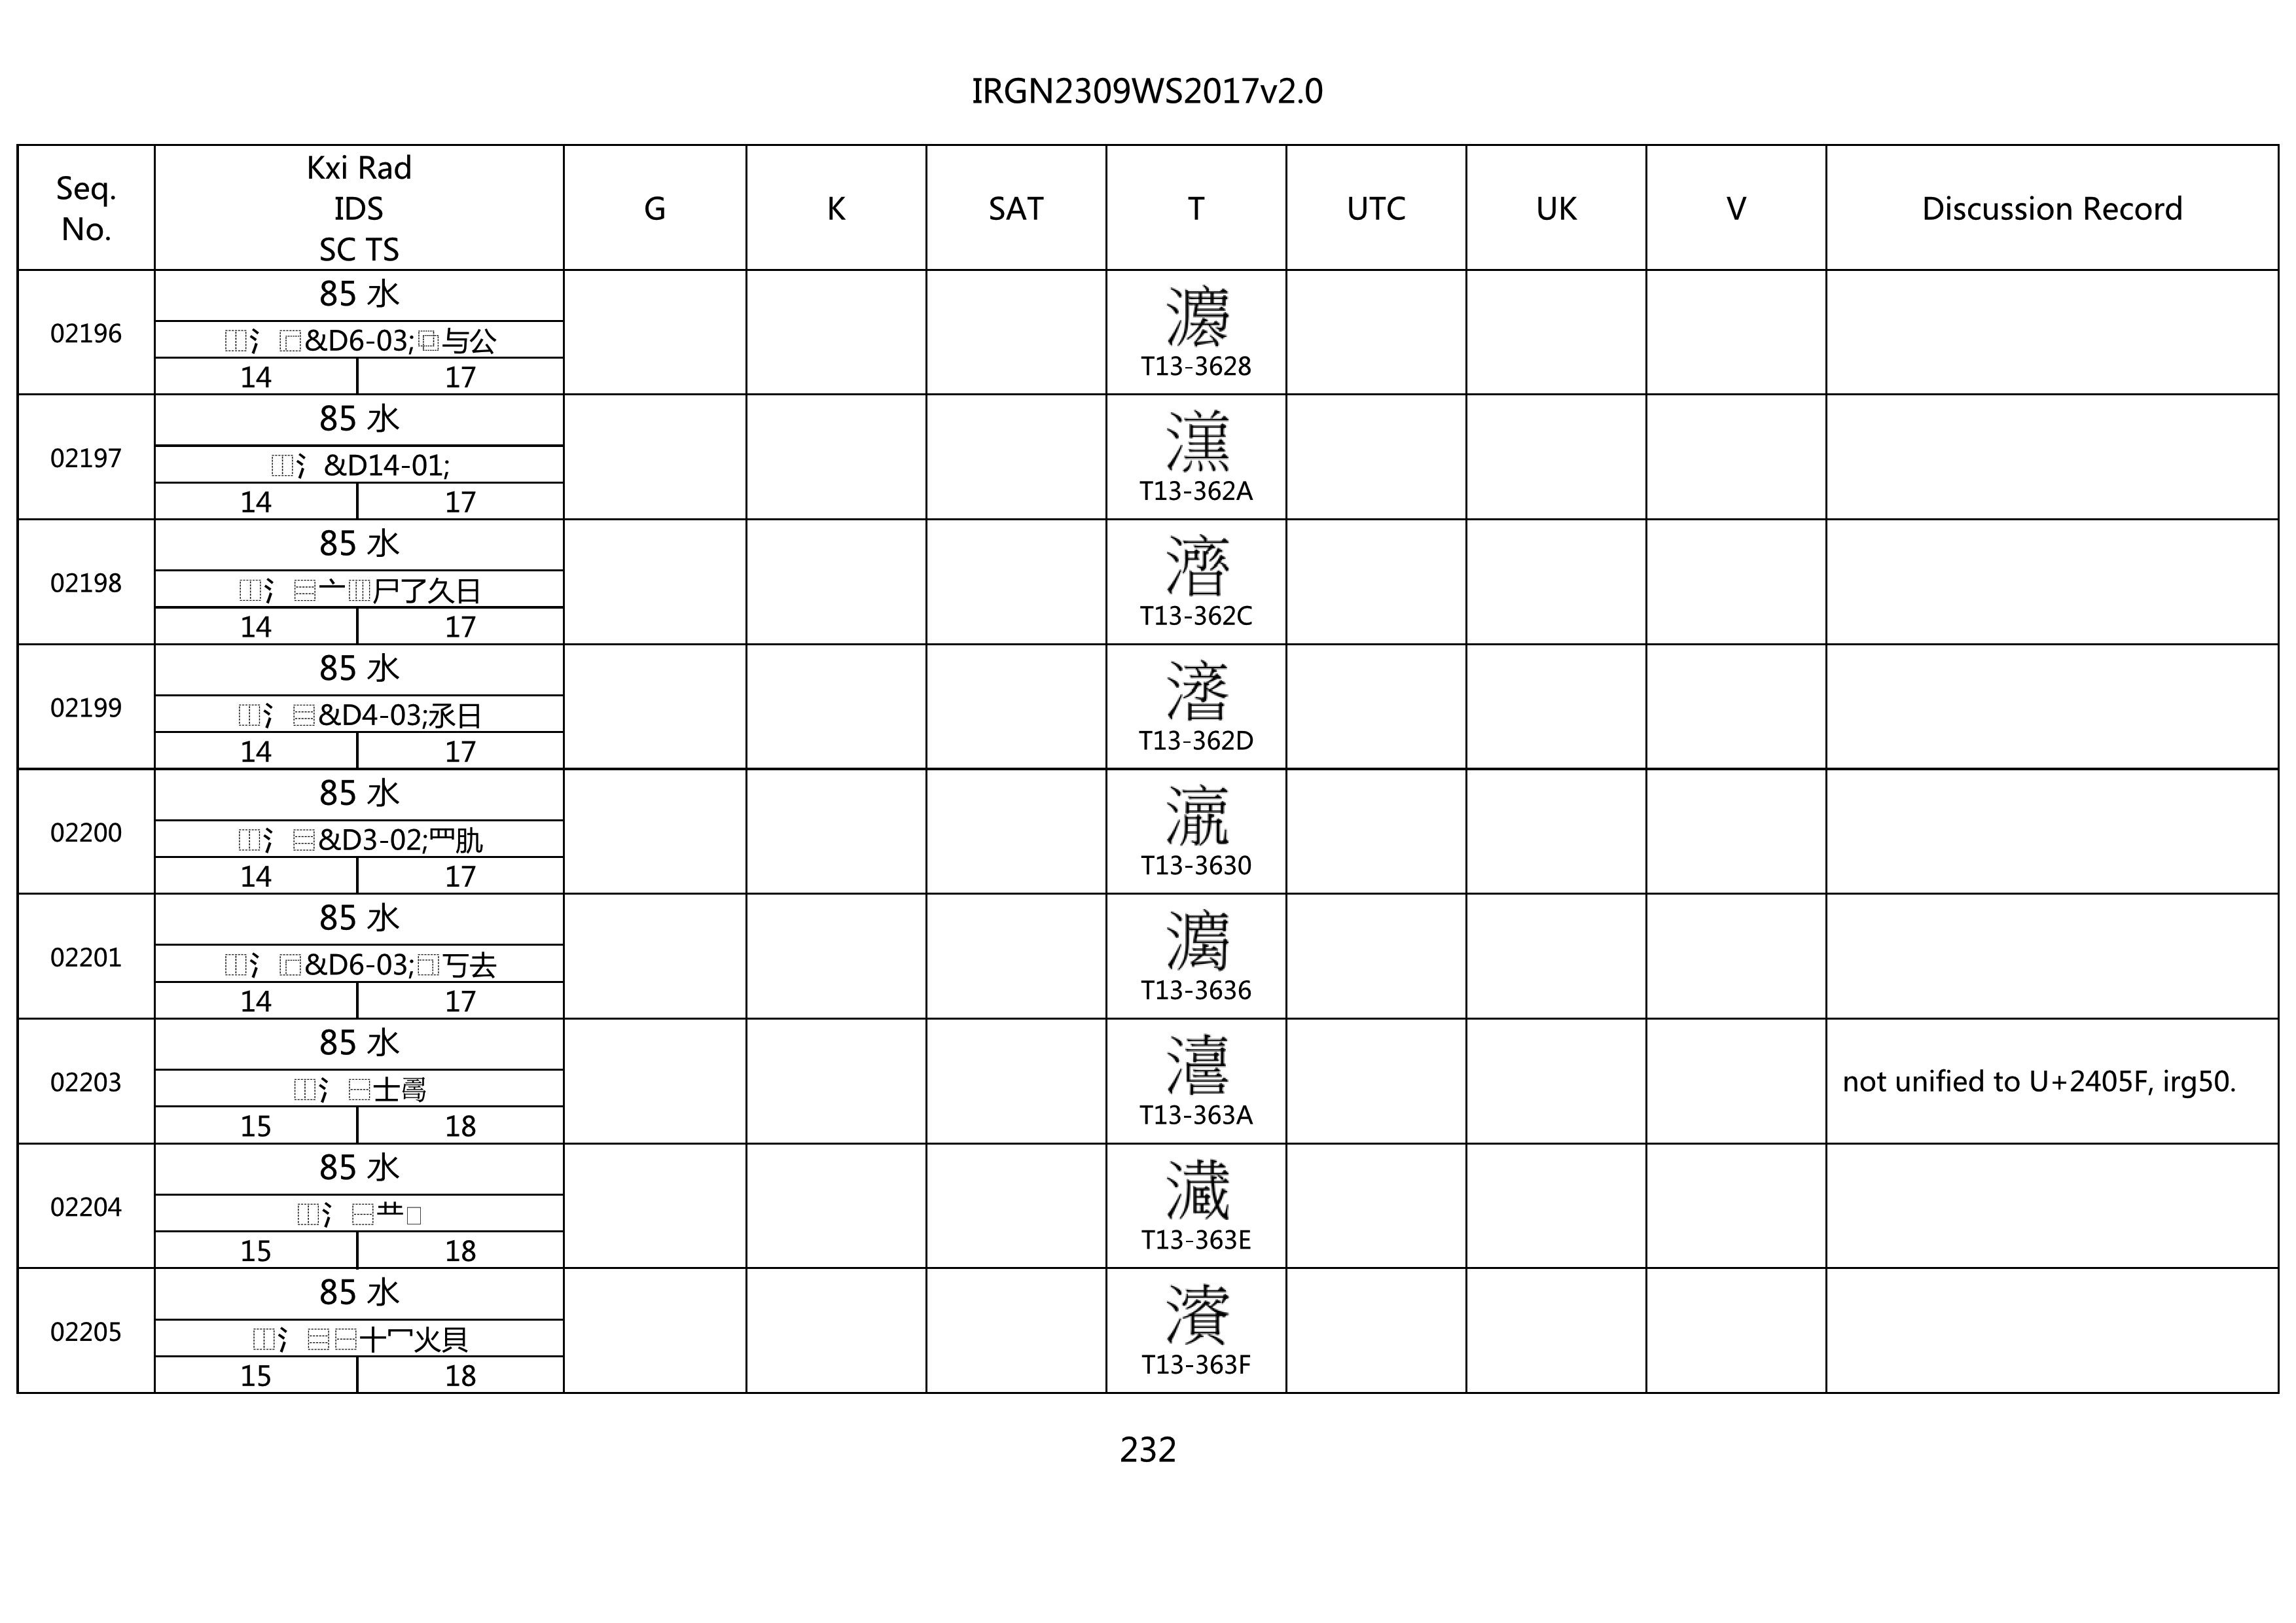 IRGN2309WS2017v2.0
Seq. No.
Kxi Rad
IDS
SC TS
G
K
SAT
T
UTC
UK
V
Discussion Record
02196
85 水
⿰氵⿸&D6-03;⿻与公
14 17
T13-3628
02197
85 水
⿰氵&D14-01;
14 17
T13-362A
02198
85 水
⿰氵⿳亠⿲尸了久日
14 17
T13-362C
02199
85 水
⿰氵⿳&D4-03;氶日
14 17
T13-362D
02200
85 水
⿰氵⿳&D3-02;罒肌
14 17
T13-3630
02201
85 水
⿰氵⿸&D6-03;⿹丂去
14 17
T13-3636
02203
85 水
⿰氵⿱士
15 18
T13-363A
not unified to U+2405F, irg50.
02204
85 水
⿰氵⿱龷
15 18
T13-363E
02205
85 水
⿰氵⿳⿱十冖火貝
15 18
T13-363F
232